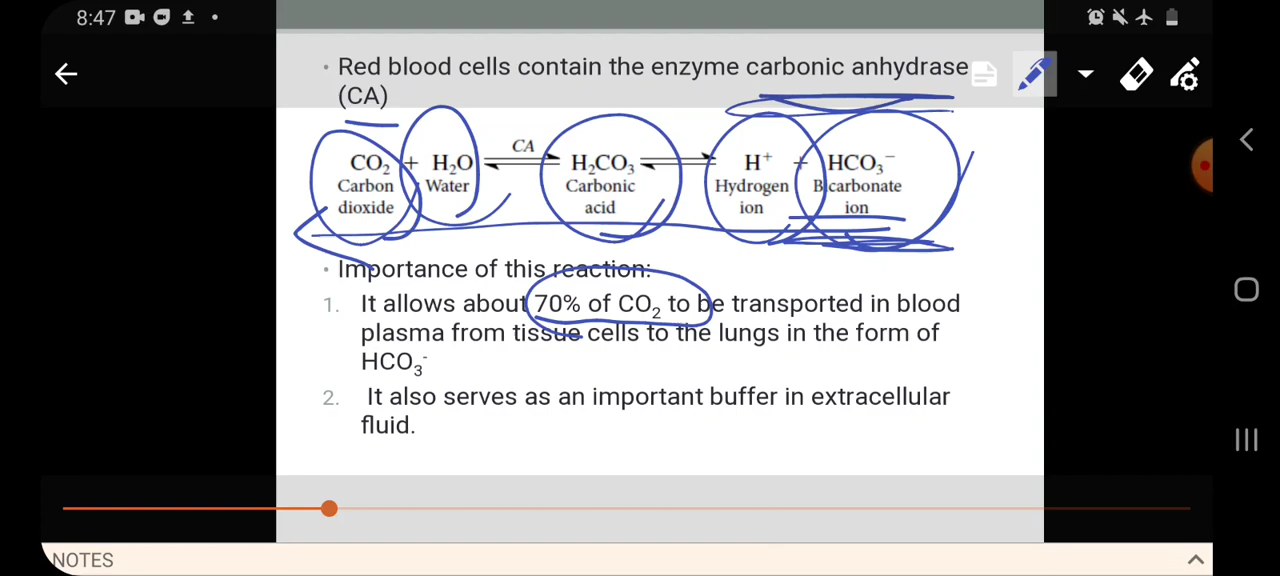 8:47
• Red blood cells contain the enzyme carbonic anhydrase
(CA)
CO₂ + H₂O ⇌ H₂CO₃ ⇌ H⁺ + HCO₃⁻
CA
Carbon Water Carbonic Hydrogen Bicarbonate
dioxide acid ion ion
• Importance of this reaction:
1. It allows about 70% of CO₂ to be transported in blood
plasma from tissue cells to the lungs in the form of
HCO₃⁻
2. It also serves as an important buffer in extracellular
fluid.
NOTES